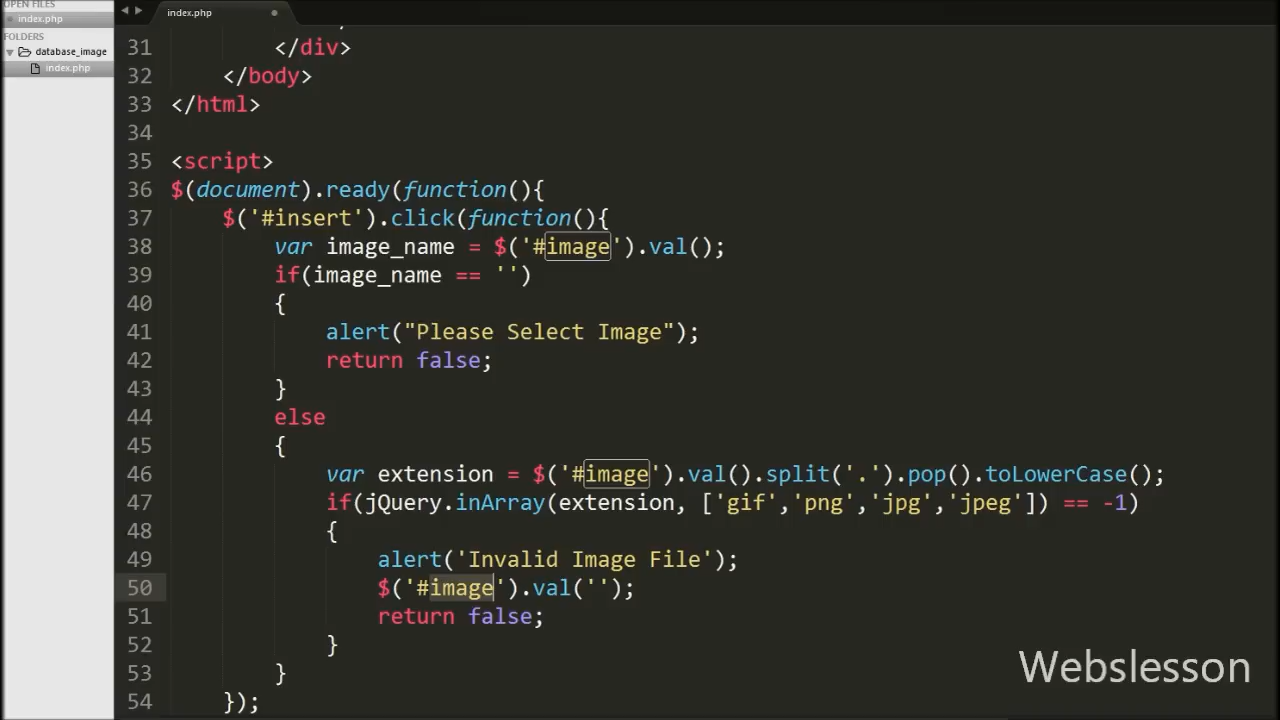 OPEN FILES
index.php
FOLDERS
database_image
index.php
index.php
31 </div>
32 </body>
33 </html>
34
35 <script>
36 $(document).ready(function(){
37 $('#insert').click(function(){
38 var image_name = $('#image').val();
39 if(image_name == '')
40 {
41 alert("Please Select Image");
42 return false;
43 }
44 else
45 {
46 var extension = $('#image').val().split('.').pop().toLowerCase();
47 if(jQuery.inArray(extension, ['gif','png','jpg','jpeg']) == -1)
48 {
49 alert('Invalid Image File');
50 $('#image').val('');
51 return false;
52 }
53 }
54 });
Webslesson